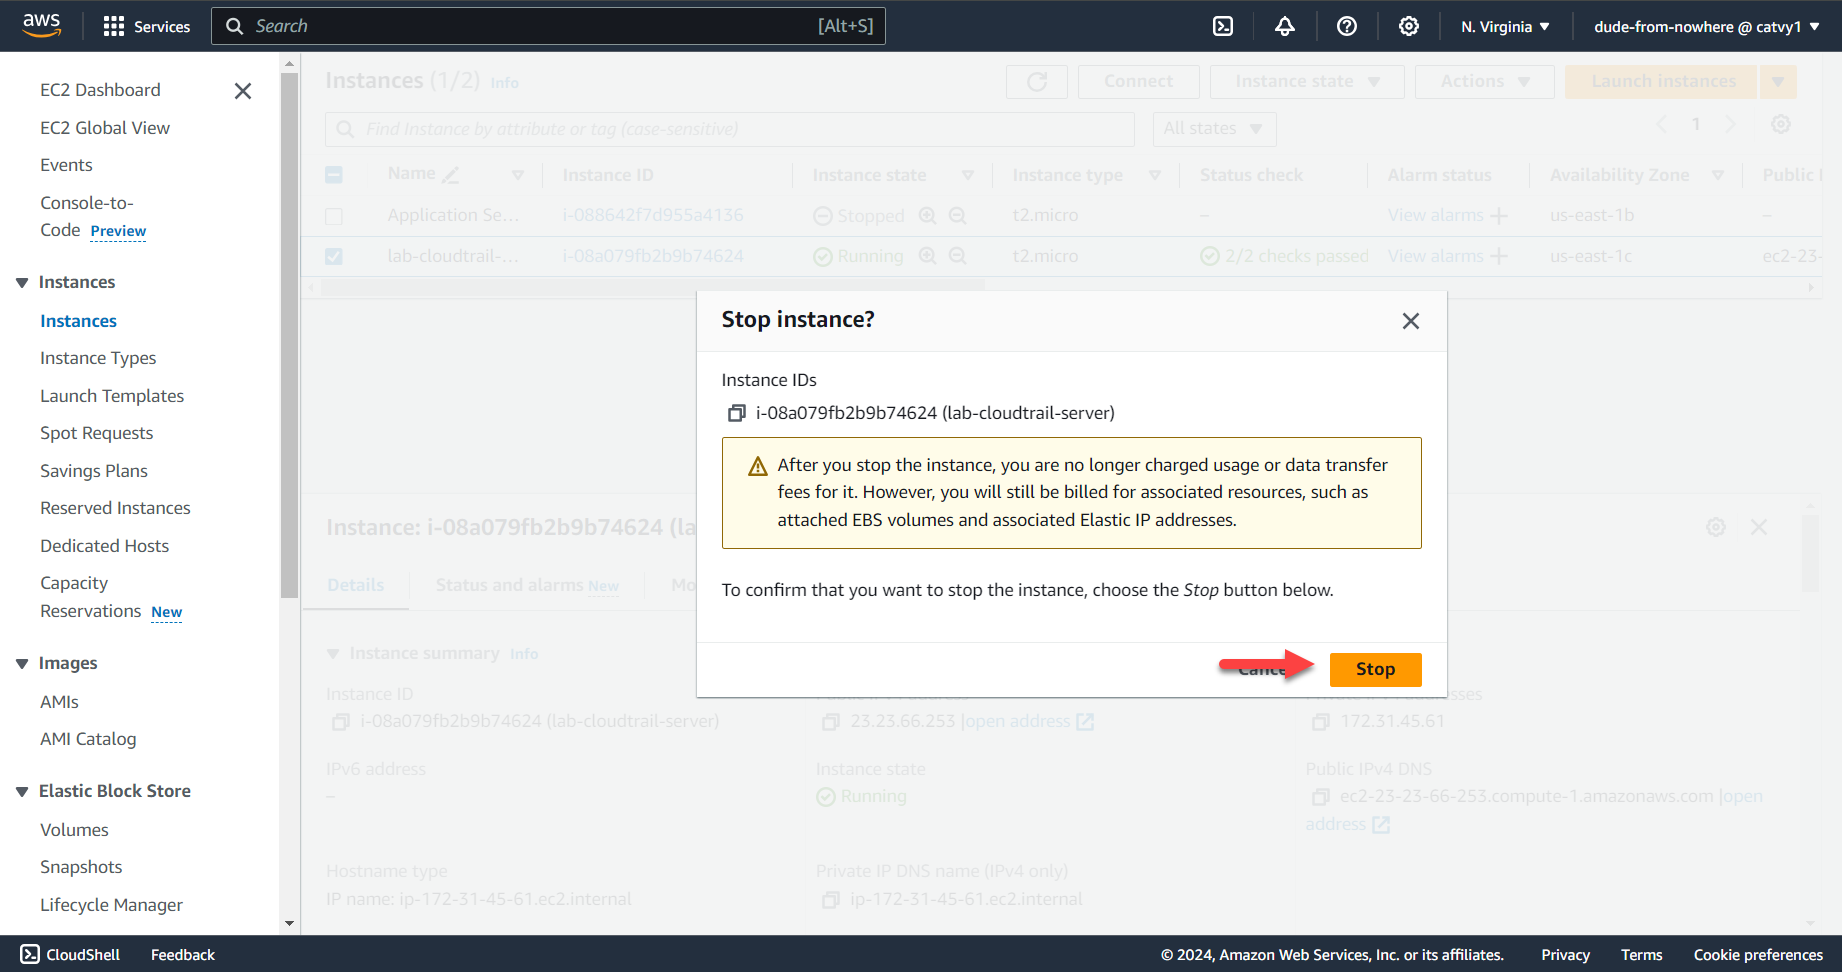 aws
Services
Search
[Alt+S]
N. Virginia
dude-from-nowhere @ catvy1
EC2 Dashboard
EC2 Global View
Events
Console-to-
Code Preview
Instances
Instances
Instance Types
Launch Templates
Spot Requests
Savings Plans
Reserved Instances
Dedicated Hosts
Capacity
Reservations New
Images
AMIs
AMI Catalog
Elastic Block Store
Volumes
Snapshots
Lifecycle Manager
Instances (1/2) Info
Connect
Instance state
Actions
Launch instances
Find Instance by attribute or tag (case-sensitive)
All states
1
Name
Instance ID
Instance state
Instance type
Status check
Alarm status
Availability Zone
Public
Application Se...
i-088642f7d955a4136
Stopped
t2.micro
–
View alarms
us-east-1b
–
lab-cloudtrail-...
i-08a079fb2b9b74624
Running
t2.micro
2/2 checks passed
View alarms
us-east-1c
ec2-23-
Stop instance?
Instance IDs
i-08a079fb2b9b74624 (lab-cloudtrail-server)
After you stop the instance, you are no longer charged usage or data transfer
fees for it. However, you will still be billed for associated resources, such as
attached EBS volumes and associated Elastic IP addresses.
To confirm that you want to stop the instance, choose the Stop button below.
Cancel
Stop
Instance: i-08a079fb2b9b74624 (la
Details
Status and alarms New
Mo
Instance summary Info
Instance ID
i-08a079fb2b9b74624 (lab-cloudtrail-server)
23.23.66.253 |open address
172.31.45.61
IPv6 address
–
Instance state
Running
Public IPv4 DNS
ec2-23-23-66-253.compute-1.amazonaws.com |open
address
Hostname type
IP name: ip-172-31-45-61.ec2.internal
Private IP DNS name (IPv4 only)
ip-172-31-45-61.ec2.internal
CloudShell
Feedback
© 2024, Amazon Web Services, Inc. or its affiliates.
Privacy
Terms
Cookie preferences